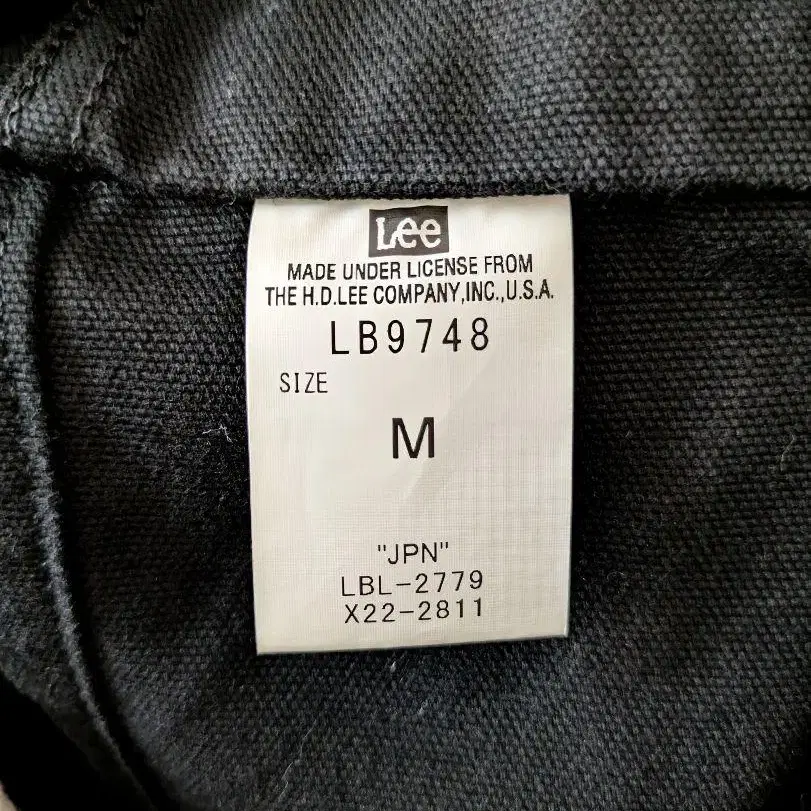 Lee
MADE UNDER LICENSE FROM
THE H.D.LEE COMPANY,INC.,U.S.A.
LB9748
SIZE
M
"JPN"
LBL-2779
X22-2811